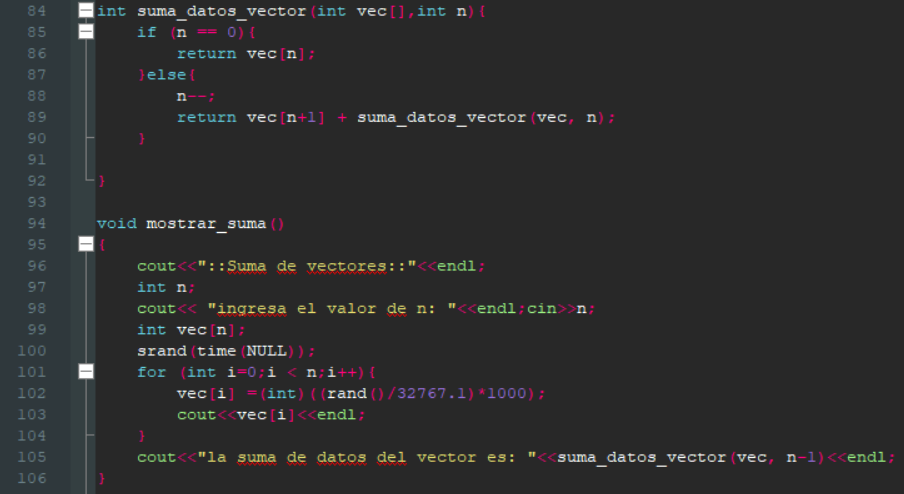 84 int suma_datos_vector(int vec[],int n){
85     if (n == 0){
86         return vec[n];
87     }else{
88         n--;
89         return vec[n+1] + suma_datos_vector(vec, n);
90     }
91
92 }
93
94 void mostrar_suma()
95 {
96     cout<<"::Suma de vectores::"<<endl;
97     int n;
98     cout<< "ingresa el valor de n: "<<endl;cin>>n;
99     int vec[n];
100     srand(time(NULL));
101     for (int i=0;i < n;i++){
102         vec[i] =(int)((rand()/32767.1)*1000);
103         cout<<vec[i]<<endl;
104     }
105     cout<<"la suma de datos del vector es: "<<suma_datos_vector(vec, n-1)<<endl;
106 }